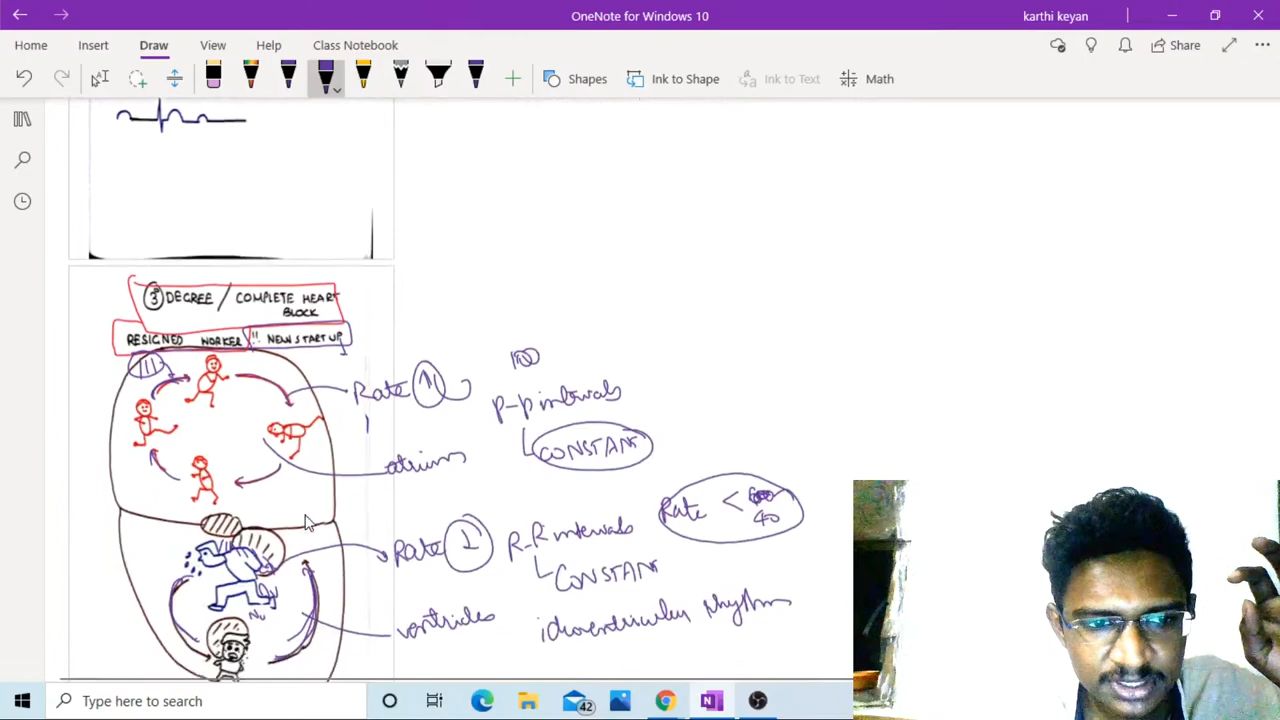 OneNote for Windows 10
karthi keyan
Home
Insert
Draw
View
Help
Class Notebook
Share
Shapes
Ink to Shape
Ink to Text
Math
3 DEGREE / COMPLETE HEART
BLOCK
RESIGNED WORKER !! NEW START UP
Rate ↑
100
P-P intervals
CONSTANT
atrium
Rate <
40
Rate ↓
R-R intervals
CONSTANT
ventricles
idioventricular rhythm
Type here to search
42